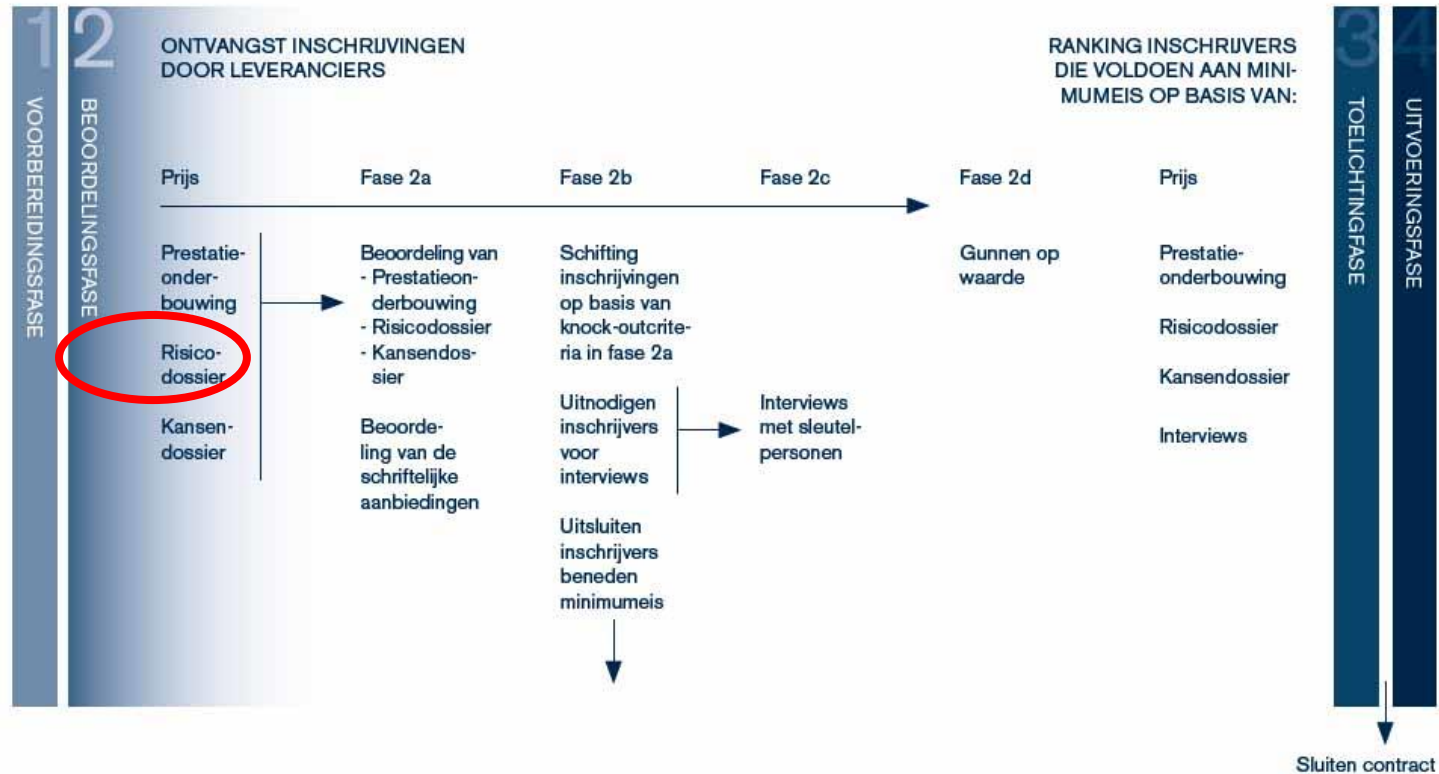 1
VOORBEREIDINGSFASE
2
BEOORDELINGSFASE
ONTVANGST INSCHRIJVINGEN
DOOR LEVERANCIERS
RANKING INSCHRIJVERS
DIE VOLDOEN AAN MINI-
MUMEIS OP BASIS VAN:
Prijs
Fase 2a
Fase 2b
Fase 2c
Fase 2d
Prijs
Prestatie-
onder-
bouwing
Risico-
dossier
Kansen-
dossier
Beoordeling van
- Prestatieon-
derbouwing
- Risicodossier
- Kansendos-
sier
Beoorde-
ling van de
schriftelijke
aanbiedingen
Schifting
inschrijvingen
op basis van
knock-outcrite-
ria in fase 2a
Uitnodigen
inschrijvers
voor
interviews
Uitsluiten
inschrijvers
beneden
minimumeis
Interviews
met sleutel-
personen
Gunnen op
waarde
Prestatie-
onderbouwing
Risicodossier
Kansendossier
Interviews
3
TOELICHTINGFASE
4
UITVOERINGSFASE
Sluiten contract